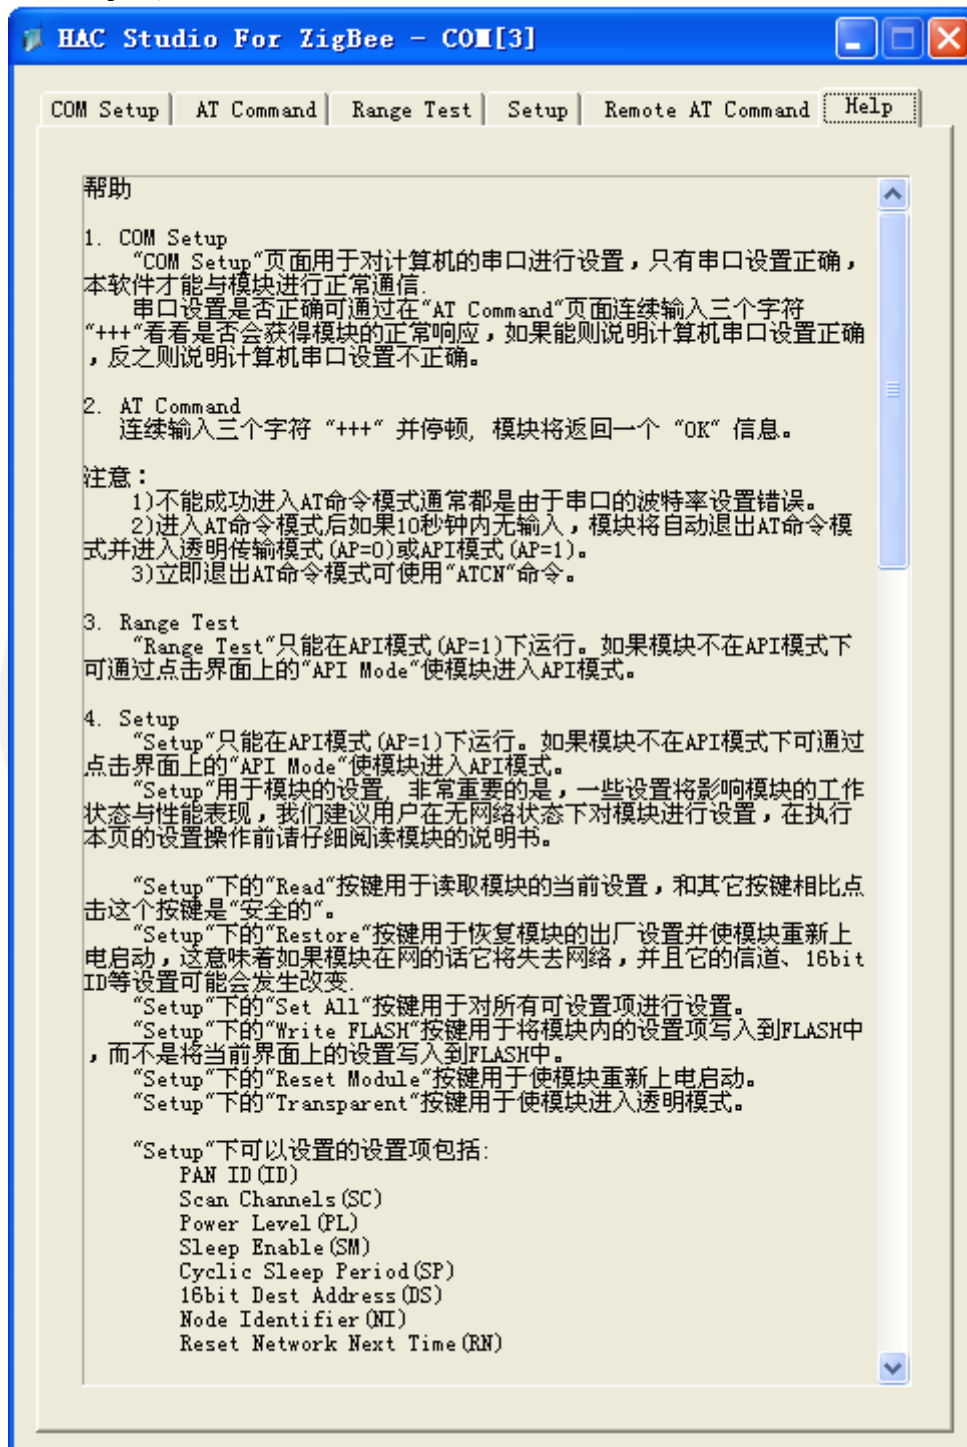 HAC Studio For ZigBee - COM[3]
COM Setup AT Command Range Test Setup Remote AT Command Help
帮助
1. COM Setup
"COM Setup"页面用于对计算机的串口进行设置，只有串口设置正确，
本软件才能与模块进行正常通信.
串口设置是否正确可通过在"AT Command"页面连续输入三个字符
"+++"看看是否会获得模块的正常响应，如果能则说明计算机串口设置正确
，反之则说明计算机串口设置不正确。
2. AT Command
连续输入三个字符 "+++" 并停顿, 模块将返回一个 "OK" 信息。
注意：
1)不能成功进入AT命令模式通常都是由于串口的波特率设置错误。
2)进入AT命令模式后如果10秒钟内无输入，模块将自动退出AT命令模
式并进入透明传输模式(AP=0)或API模式(AP=1)。
3)立即退出AT命令模式可使用"ATCN"命令。
3. Range Test
"Range Test"只能在API模式(AP=1)下运行。如果模块不在API模式下
可通过点击界面上的"API Mode"使模块进入API模式。
4. Setup
"Setup"只能在API模式(AP=1)下运行。如果模块不在API模式下可通过
点击界面上的"API Mode"使模块进入API模式。
"Setup"用于模块的设置, 非常重要的是，一些设置将影响模块的工作
状态与性能表现，我们建议用户在无网络状态下对模块进行设置，在执行
本页的设置操作前请仔细阅读模块的说明书。
"Setup"下的"Read"按键用于读取模块的当前设置，和其它按键相比点
击这个按键是"安全的"。
"Setup"下的"Restore"按键用于恢复模块的出厂设置并使模块重新上
电启动，这意味着如果模块在网的话它将失去网络，并且它的信道、16bit
ID等设置可能会发生改变.
"Setup"下的"Set All"按键用于对所有可设置项进行设置。
"Setup"下的"Write FLASH"按键用于将模块内的设置项写入到FLASH中
，而不是将当前界面上的设置写入到FLASH中。
"Setup"下的"Reset Module"按键用于使模块重新上电启动。
"Setup"下的"Transparent"按键用于使模块进入透明模式。
"Setup"下可以设置的设置项包括:
PAN ID(ID)
Scan Channels(SC)
Power Level(PL)
Sleep Enable(SM)
Cyclic Sleep Period(SP)
16bit Dest Address(DS)
Node Identifier(NI)
Reset Network Next Time(RN)